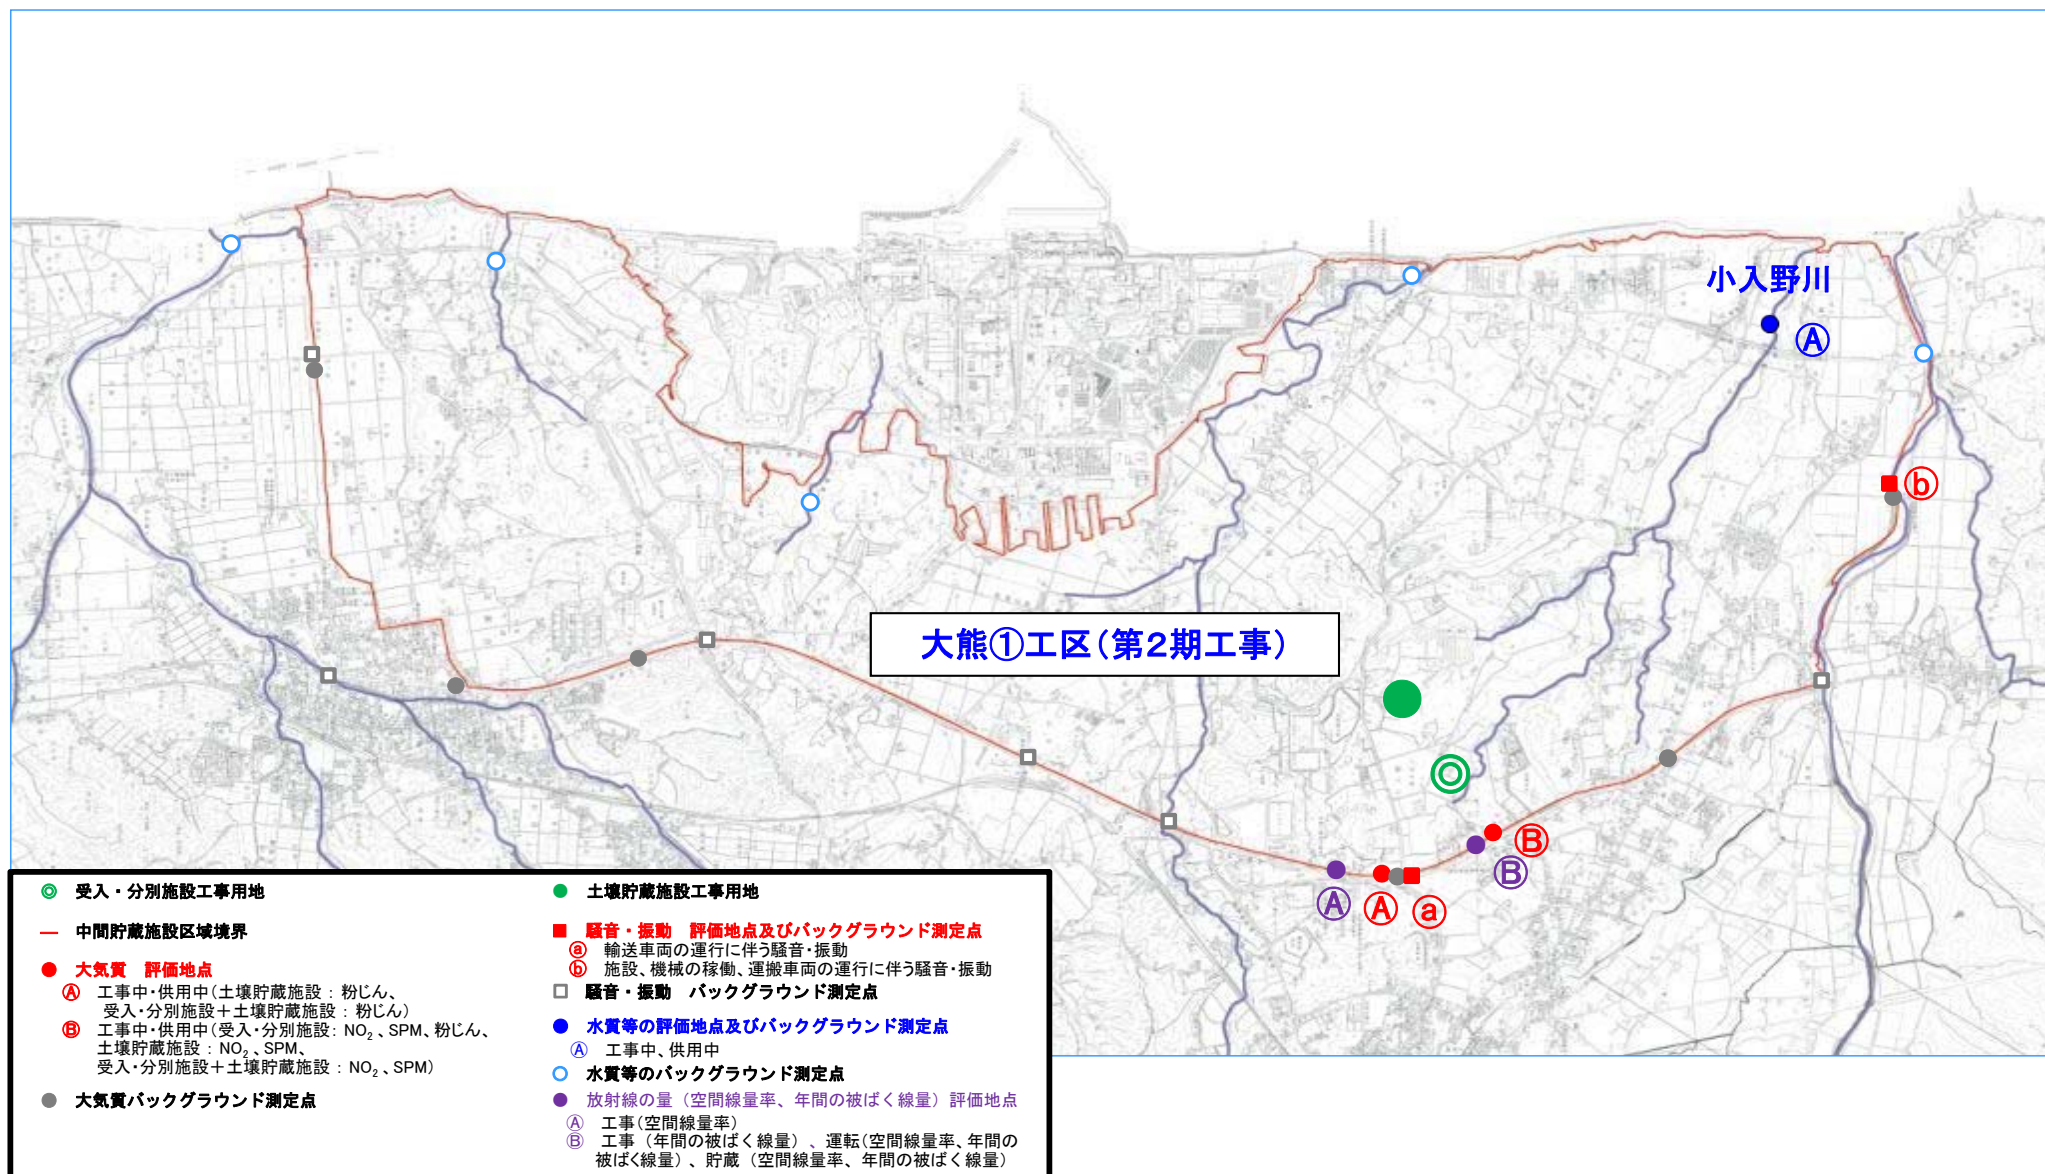 小入野川
Ⓐ
ⓑ
大熊①工区（第2期工事）
Ⓑ
Ⓑ
Ⓐ Ⓐ ⓐ
受入・分別施設工事用地
中間貯蔵施設区域境界
大気質　評価地点
Ⓐ 工事中・供用中（土壌貯蔵施設：粉じん、
受入・分別施設＋土壌貯蔵施設：粉じん）
Ⓑ 工事中・供用中（受入・分別施設：NO₂、SPM、粉じん、
土壌貯蔵施設：NO₂、SPM、
受入・分別施設＋土壌貯蔵施設：NO₂、SPM）
大気質バックグラウンド測定点
土壌貯蔵施設工事用地
騒音・振動　評価地点及びバックグラウンド測定点
ⓐ 輸送車両の運行に伴う騒音・振動
ⓑ 施設、機械の稼働、運搬車両の運行に伴う騒音・振動
騒音・振動　バックグラウンド測定点
水質等の評価地点及びバックグラウンド測定点
Ⓐ 工事中、供用中
水質等のバックグラウンド測定点
放射線の量（空間線量率、年間の被ばく線量）評価地点
Ⓐ 工事（空間線量率）
Ⓑ 工事（年間の被ばく線量）、運転（空間線量率、年間の
被ばく線量）、貯蔵（空間線量率、年間の被ばく線量）